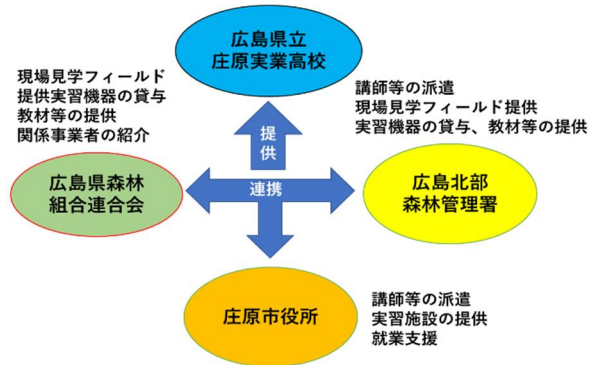 広島県立
庄原実業高校
現場見学フィールド
提供実習機器の貸与
教材等の提供
関係事業者の紹介
講師等の派遣
現場見学フィールド提供
実習機器の貸与、教材等の提供
提
供
広島県森林
組合連合会
連携
広島北部
森林管理署
庄原市役所
講師等の派遣
実習施設の提供
就業支援